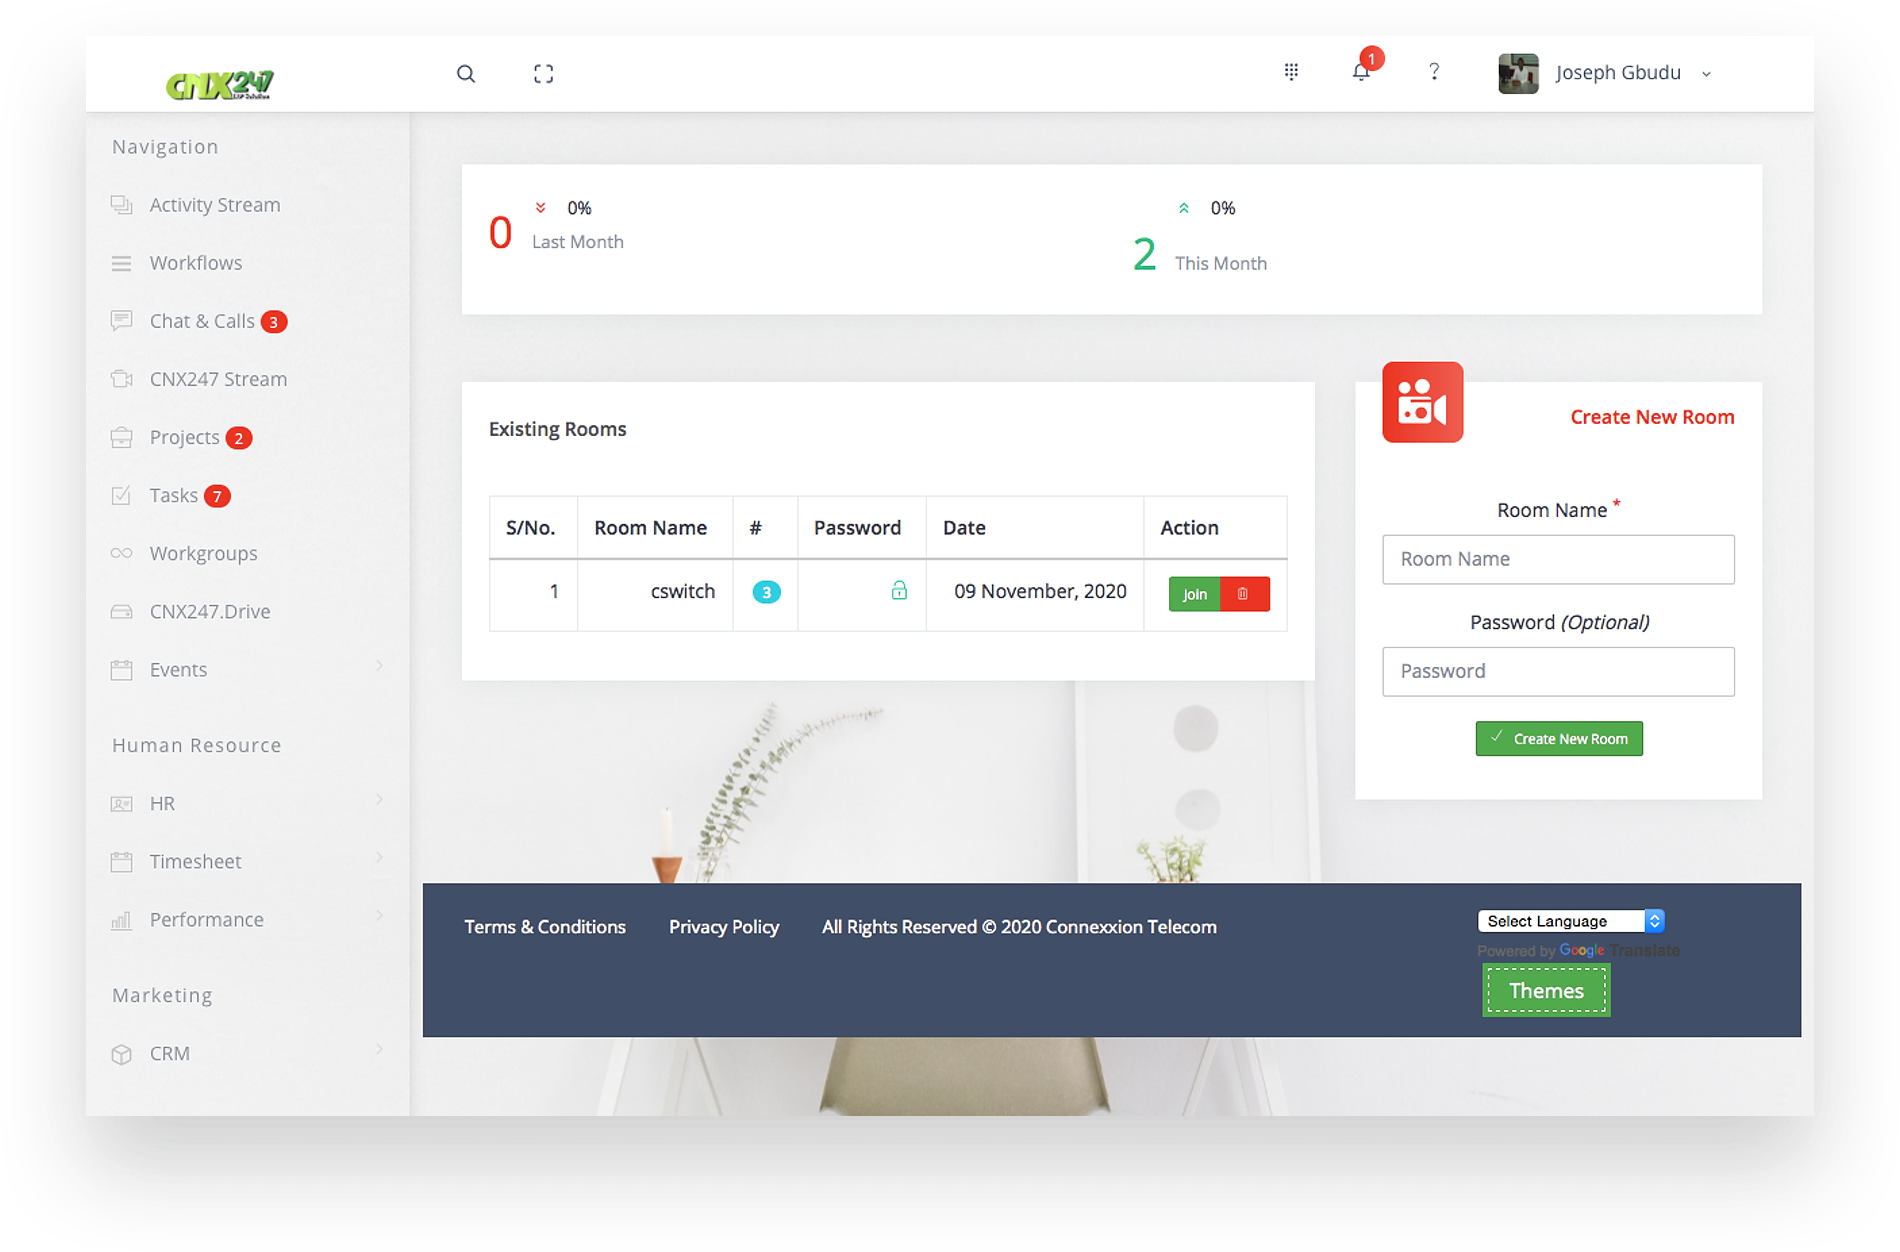 CNX247
ERP Solution
1
?
Joseph Gbudu
Navigation
Activity Stream
Workflows
Chat & Calls 3
CNX247 Stream
Projects 2
Tasks 7
Workgroups
CNX247.Drive
Events
Human Resource
HR
Timesheet
Performance
Marketing
CRM
0 0%
Last Month
0%
2 This Month
Existing Rooms
S/No. Room Name # Password Date Action
1 cswitch 3 09 November, 2020 Join
Create New Room
Room Name *
Room Name
Password (Optional)
Password
Create New Room
Terms & Conditions Privacy Policy All Rights Reserved © 2020 Connexxion Telecom
Select Language
Powered by Google Translate
Themes